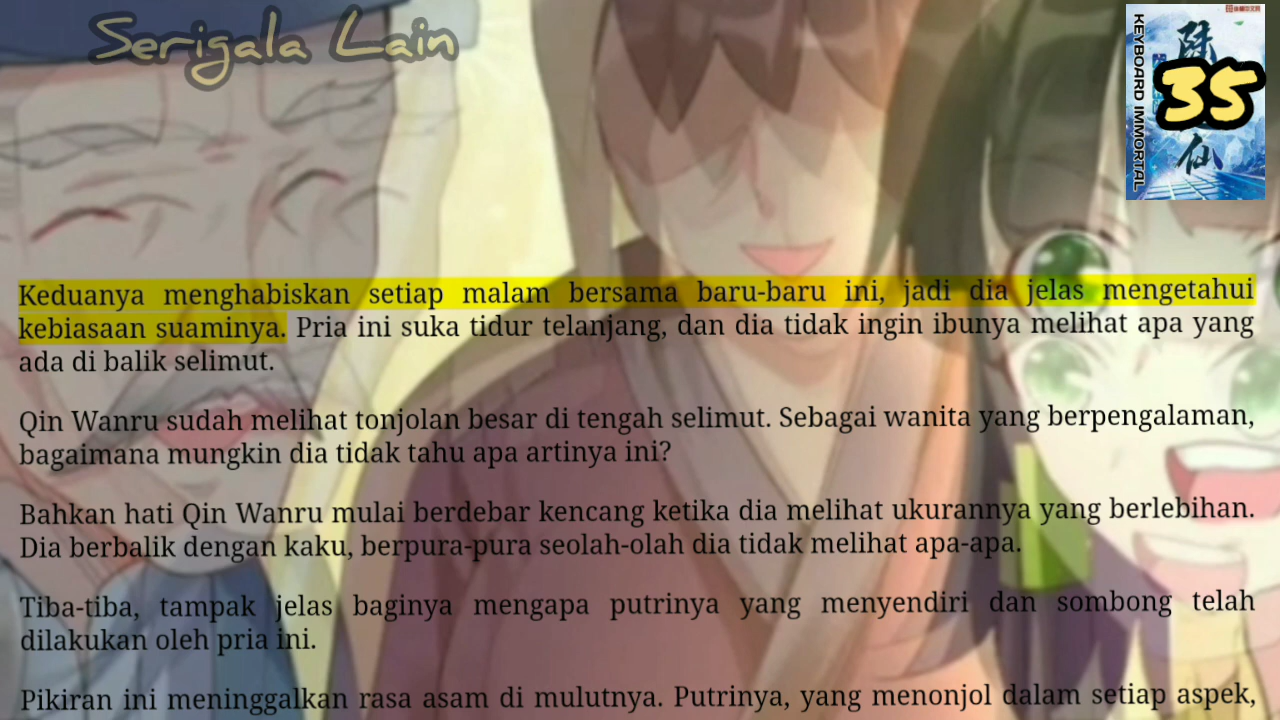 Serigala Lain
KEYBOARD IMMORTAL
35
仙
Keduanya menghabiskan setiap malam bersama baru-baru ini, jadi dia jelas mengetahui
kebiasaan suaminya. Pria ini suka tidur telanjang, dan dia tidak ingin ibunya melihat apa yang
ada di balik selimut.
Qin Wanru sudah melihat tonjolan besar di tengah selimut. Sebagai wanita yang berpengalaman,
bagaimana mungkin dia tidak tahu apa artinya ini?
Bahkan hati Qin Wanru mulai berdebar kencang ketika dia melihat ukurannya yang berlebihan.
Dia berbalik dengan kaku, berpura-pura seolah-olah dia tidak melihat apa-apa.
Tiba-tiba, tampak jelas baginya mengapa putrinya yang menyendiri dan sombong telah
dilakukan oleh pria ini.
Pikiran ini meninggalkan rasa asam di mulutnya. Putrinya, yang menonjol dalam setiap aspek,